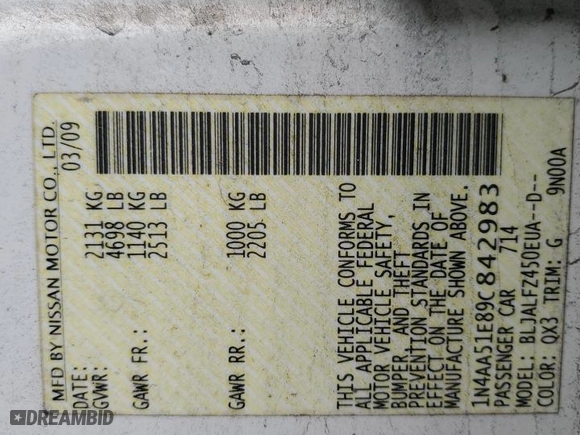 MFD BY NISSAN MOTOR CO., LTD.
DATE: 03/09
GVWR: 2131 KG
4698 LB
GAWR FR.: 1140 KG
2513 LB
GAWR RR.: 1000 KG
2205 LB
THIS VEHICLE CONFORMS TO
ALL APPLICABLE FEDERAL
MOTOR VEHICLE SAFETY,
BUMPER, AND THEFT
PREVENTION STANDARDS IN
EFFECT ON THE DATE OF
MANUFACTURE SHOWN ABOVE.
1N4AA51E89C842983
PASSENGER CAR 714
MODEL: BLJALFZ450EUA--D--
COLOR: QX3 TRIM: G 9N00A
DREAMBID